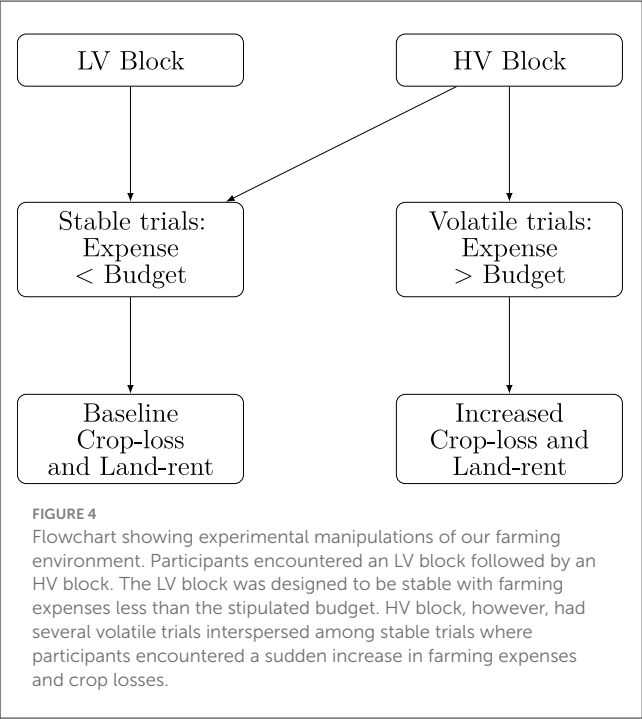 LV Block
HV Block
Stable trials:
Expense
< Budget
Volatile trials:
Expense
> Budget
Baseline
Crop-loss
and Land-rent
Increased
Crop-loss and
Land-rent
FIGURE 4
Flowchart showing experimental manipulations of our farming
environment. Participants encountered an LV block followed by an
HV block. The LV block was designed to be stable with farming
expenses less than the stipulated budget. HV block, however, had
several volatile trials interspersed among stable trials where
participants encountered a sudden increase in farming expenses
and crop losses.